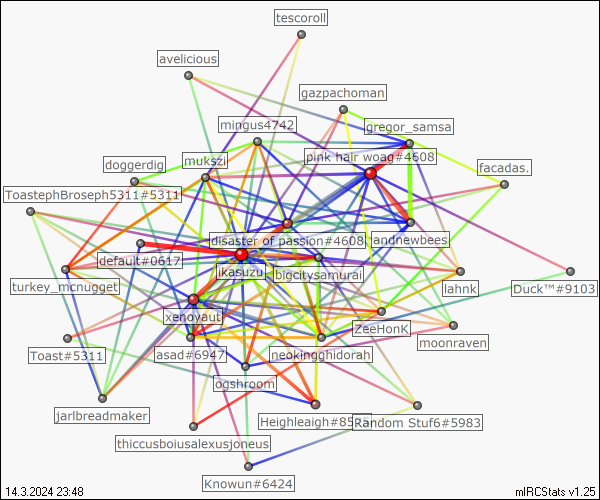 tescoroll
avelicious
gazpachoman
mingus4742
gregor_samsa
mukszi
pink hair woag#4608
doggerdig
facadas.
ToastephBroseph5311#5311
disaster of passion#4608
andnewbees
default#0617
jikasuzu
bigcitysamurai
turkey_mcnugget
lahnk
Duck™#9103
xenoyaut
ZeeHonK
moonraven
Toast#5311
asad#6947
neokingghidorah
ogshroom
jarlbreadmaker
Heighleaigh#85
Random Stuf6#5983
thiccusboiusalexusjoneus
Knowun#6424
14.3.2024 23:48
mIRCStats v1.25